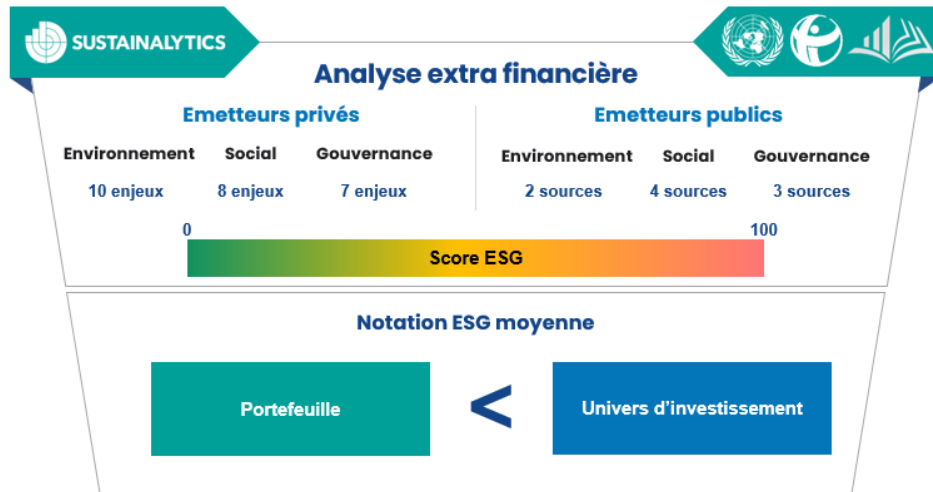 SUSTAINALYTICS
Analyse extra financière
Emetteurs privés
Emetteurs publics
Environnement Social Gouvernance
Environnement Social Gouvernance
10 enjeux 8 enjeux 7 enjeux
2 sources 4 sources 3 sources
0 100
Score ESG
Notation ESG moyenne
Portefeuille < Univers d'investissement